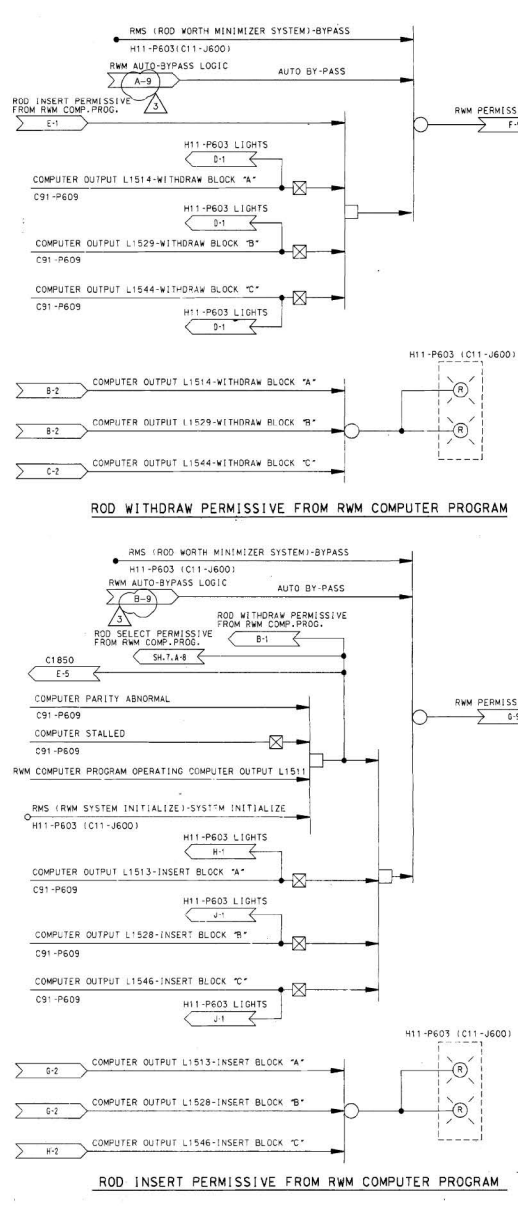 RMS (ROD WORTH MINIMIZER SYSTEM)-BYPASS
H11-P603(C11-J600)
RWM AUTO-BYPASS LOGIC
A-9
AUTO BY-PASS
3
ROD INSERT PERMISSIVE
FROM RWM COMP.PROG.
E-1
RWM PERMISS
H11-P603 LIGHTS
D-1
COMPUTER OUTPUT L1514-WITHDRAW BLOCK "A"
C91-P609
H11-P603 LIGHTS
D-1
COMPUTER OUTPUT L1529-WITHDRAW BLOCK "B"
C91-P609
COMPUTER OUTPUT L1544-WITHDRAW BLOCK "C"
C91-P609
H11-P603 LIGHTS
D-1
H11-P603 (C11-J600)
B-2
COMPUTER OUTPUT L1514-WITHDRAW BLOCK "A"
R
B-2
COMPUTER OUTPUT L1529-WITHDRAW BLOCK "B"
R
C-2
COMPUTER OUTPUT L1544-WITHDRAW BLOCK "C"
ROD WITHDRAW PERMISSIVE FROM RWM COMPUTER PROGRAM
RMS (ROD WORTH MINIMIZER SYSTEM)-BYPASS
H11-P603 (C11-J600)
RWM AUTO-BYPASS LOGIC
B-9
AUTO BY-PASS
3
ROD WITHDRAW PERMISSIVE
FROM RWM COMP.PROG.
B-1
ROD SELECT PERMISSIVE
FROM RWM COMP.PROG.
SH.7,A-8
C1850
E-5
COMPUTER PARITY ABNORMAL
C91-P609
RWM PERMISS
COMPUTER STALLED
C91-P609
RWM COMPUTER PROGRAM OPERATING COMPUTER OUTPUT L1511
RMS (RWM SYSTEM INITIALIZE)-SYSTEM INITIALIZE
H11-P603 (C11-J600)
H11-P603 LIGHTS
H-1
COMPUTER OUTPUT L1513-INSERT BLOCK "A"
C91-P609
H11-P603 LIGHTS
J-1
COMPUTER OUTPUT L1528-INSERT BLOCK "B"
C91-P609
COMPUTER OUTPUT L1546-INSERT BLOCK "C"
C91-P609
H11-P603 LIGHTS
J-1
H11-P603 (C11-J600)
G-2
COMPUTER OUTPUT L1513-INSERT BLOCK "A"
R
G-2
COMPUTER OUTPUT L1528-INSERT BLOCK "B"
R
H-2
COMPUTER OUTPUT L1546-INSERT BLOCK "C"
ROD INSERT PERMISSIVE FROM RWM COMPUTER PROGRAM